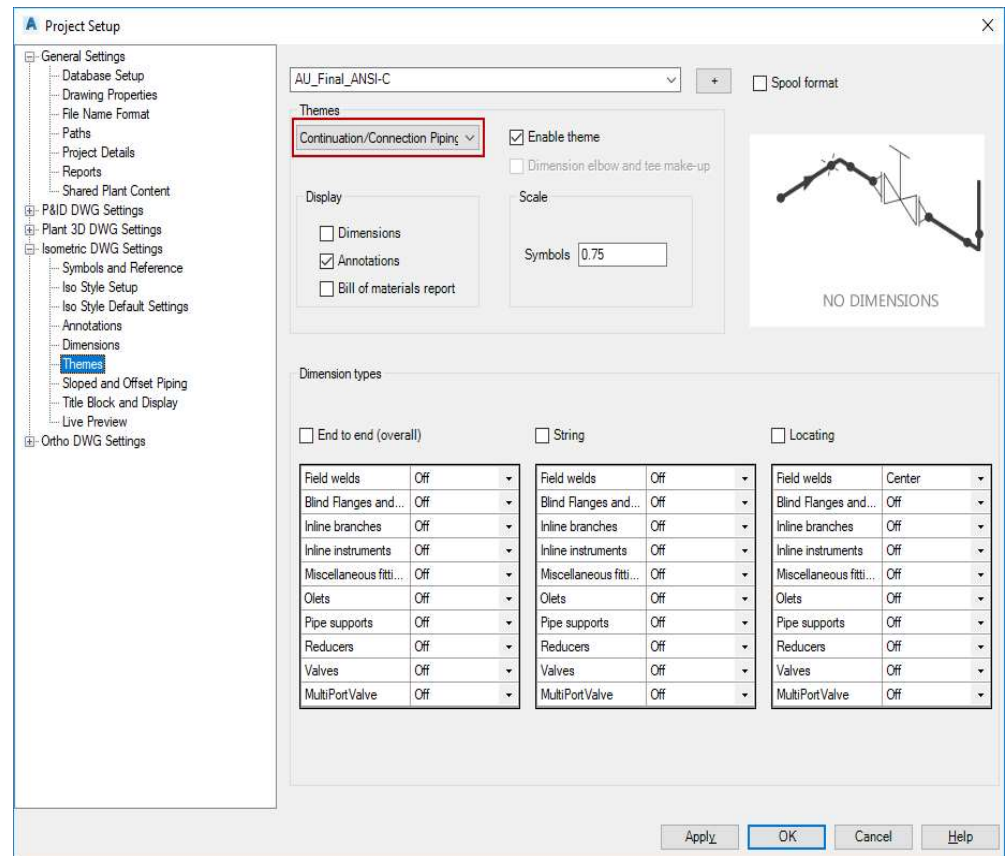 Project Setup
General Settings
Database Setup
Drawing Properties
File Name Format
Paths
Project Details
Reports
Shared Plant Content
P&ID DWG Settings
Plant 3D DWG Settings
Isometric DWG Settings
Symbols and Reference
Iso Style Setup
Iso Style Default Settings
Annotations
Dimensions
Themes
Sloped and Offset Piping
Title Block and Display
Live Preview
Ortho DWG Settings
AU_Final_ANSI-C + Spool format
Themes
Continuation/Connection Piping Enable theme
Dimension elbow and tee make-up
Display Scale
Dimensions
Annotations Symbols 0.75
Bill of materials report
NO DIMENSIONS
Dimension types
End to end (overall) String Locating
Field welds Off Field welds Off Field welds Center
Blind Flanges and... Off Blind Flanges and... Off Blind Flanges and... Off
Inline branches Off Inline branches Off Inline branches Off
Inline instruments Off Inline instruments Off Inline instruments Off
Miscellaneous fitti... Off Miscellaneous fitti... Off Miscellaneous fitti... Off
Olets Off Olets Off Olets Off
Pipe supports Off Pipe supports Off Pipe supports Off
Reducers Off Reducers Off Reducers Off
Valves Off Valves Off Valves Off
MultiPortValve Off MultiPortValve Off MultiPortValve Off
Apply OK Cancel Help